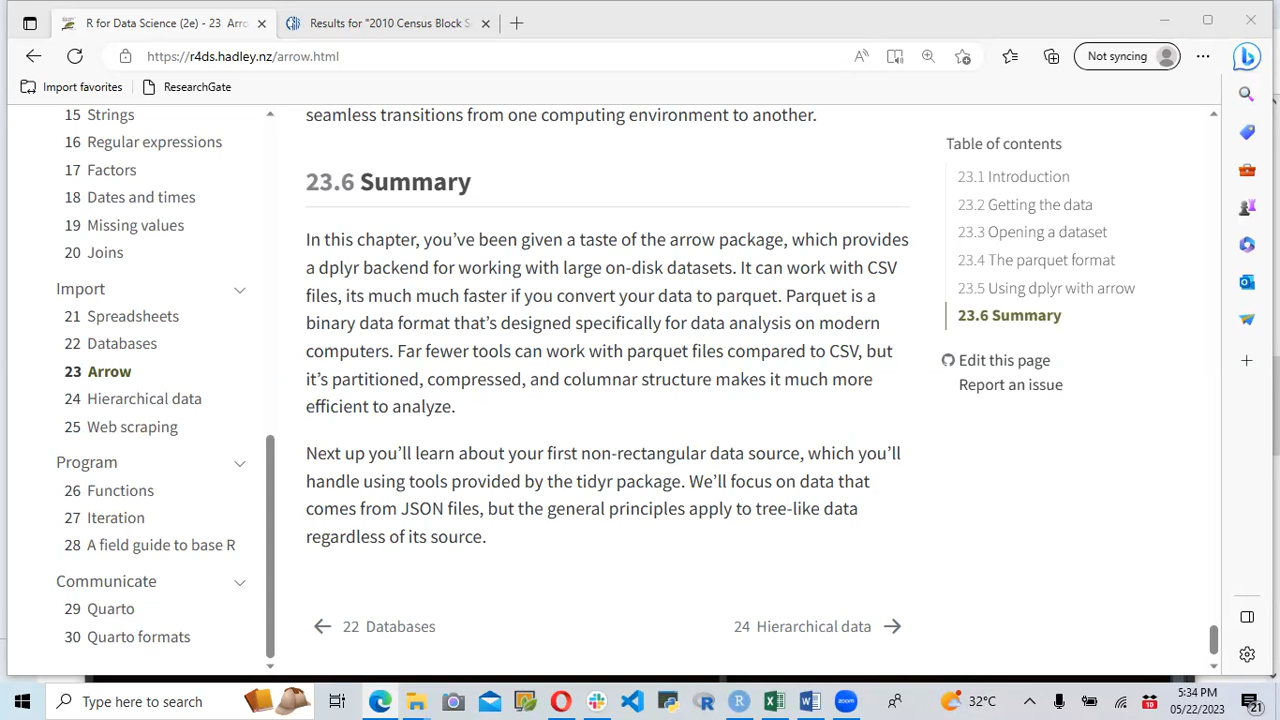 R for Data Science (2e) - 23 Arro
Results for "2010 Census Block S
https://r4ds.hadley.nz/arrow.html
Not syncing
Import favorites
ResearchGate
15 Strings
16 Regular expressions
17 Factors
18 Dates and times
19 Missing values
20 Joins
Import
21 Spreadsheets
22 Databases
23 Arrow
24 Hierarchical data
25 Web scraping
Program
26 Functions
27 Iteration
28 A field guide to base R
Communicate
29 Quarto
30 Quarto formats
seamless transitions from one computing environment to another.
23.6 Summary
In this chapter, you’ve been given a taste of the arrow package, which provides
a dplyr backend for working with large on-disk datasets. It can work with CSV
files, its much much faster if you convert your data to parquet. Parquet is a
binary data format that’s designed specifically for data analysis on modern
computers. Far fewer tools can work with parquet files compared to CSV, but
it’s partitioned, compressed, and columnar structure makes it much more
efficient to analyze.
Next up you’ll learn about your first non-rectangular data source, which you’ll
handle using tools provided by the tidyr package. We’ll focus on data that
comes from JSON files, but the general principles apply to tree-like data
regardless of its source.
22 Databases
24 Hierarchical data
Table of contents
23.1 Introduction
23.2 Getting the data
23.3 Opening a dataset
23.4 The parquet format
23.5 Using dplyr with arrow
23.6 Summary
Edit this page
Report an issue
Type here to search
zoom
32°C
10
5:34 PM
05/22/2023
21